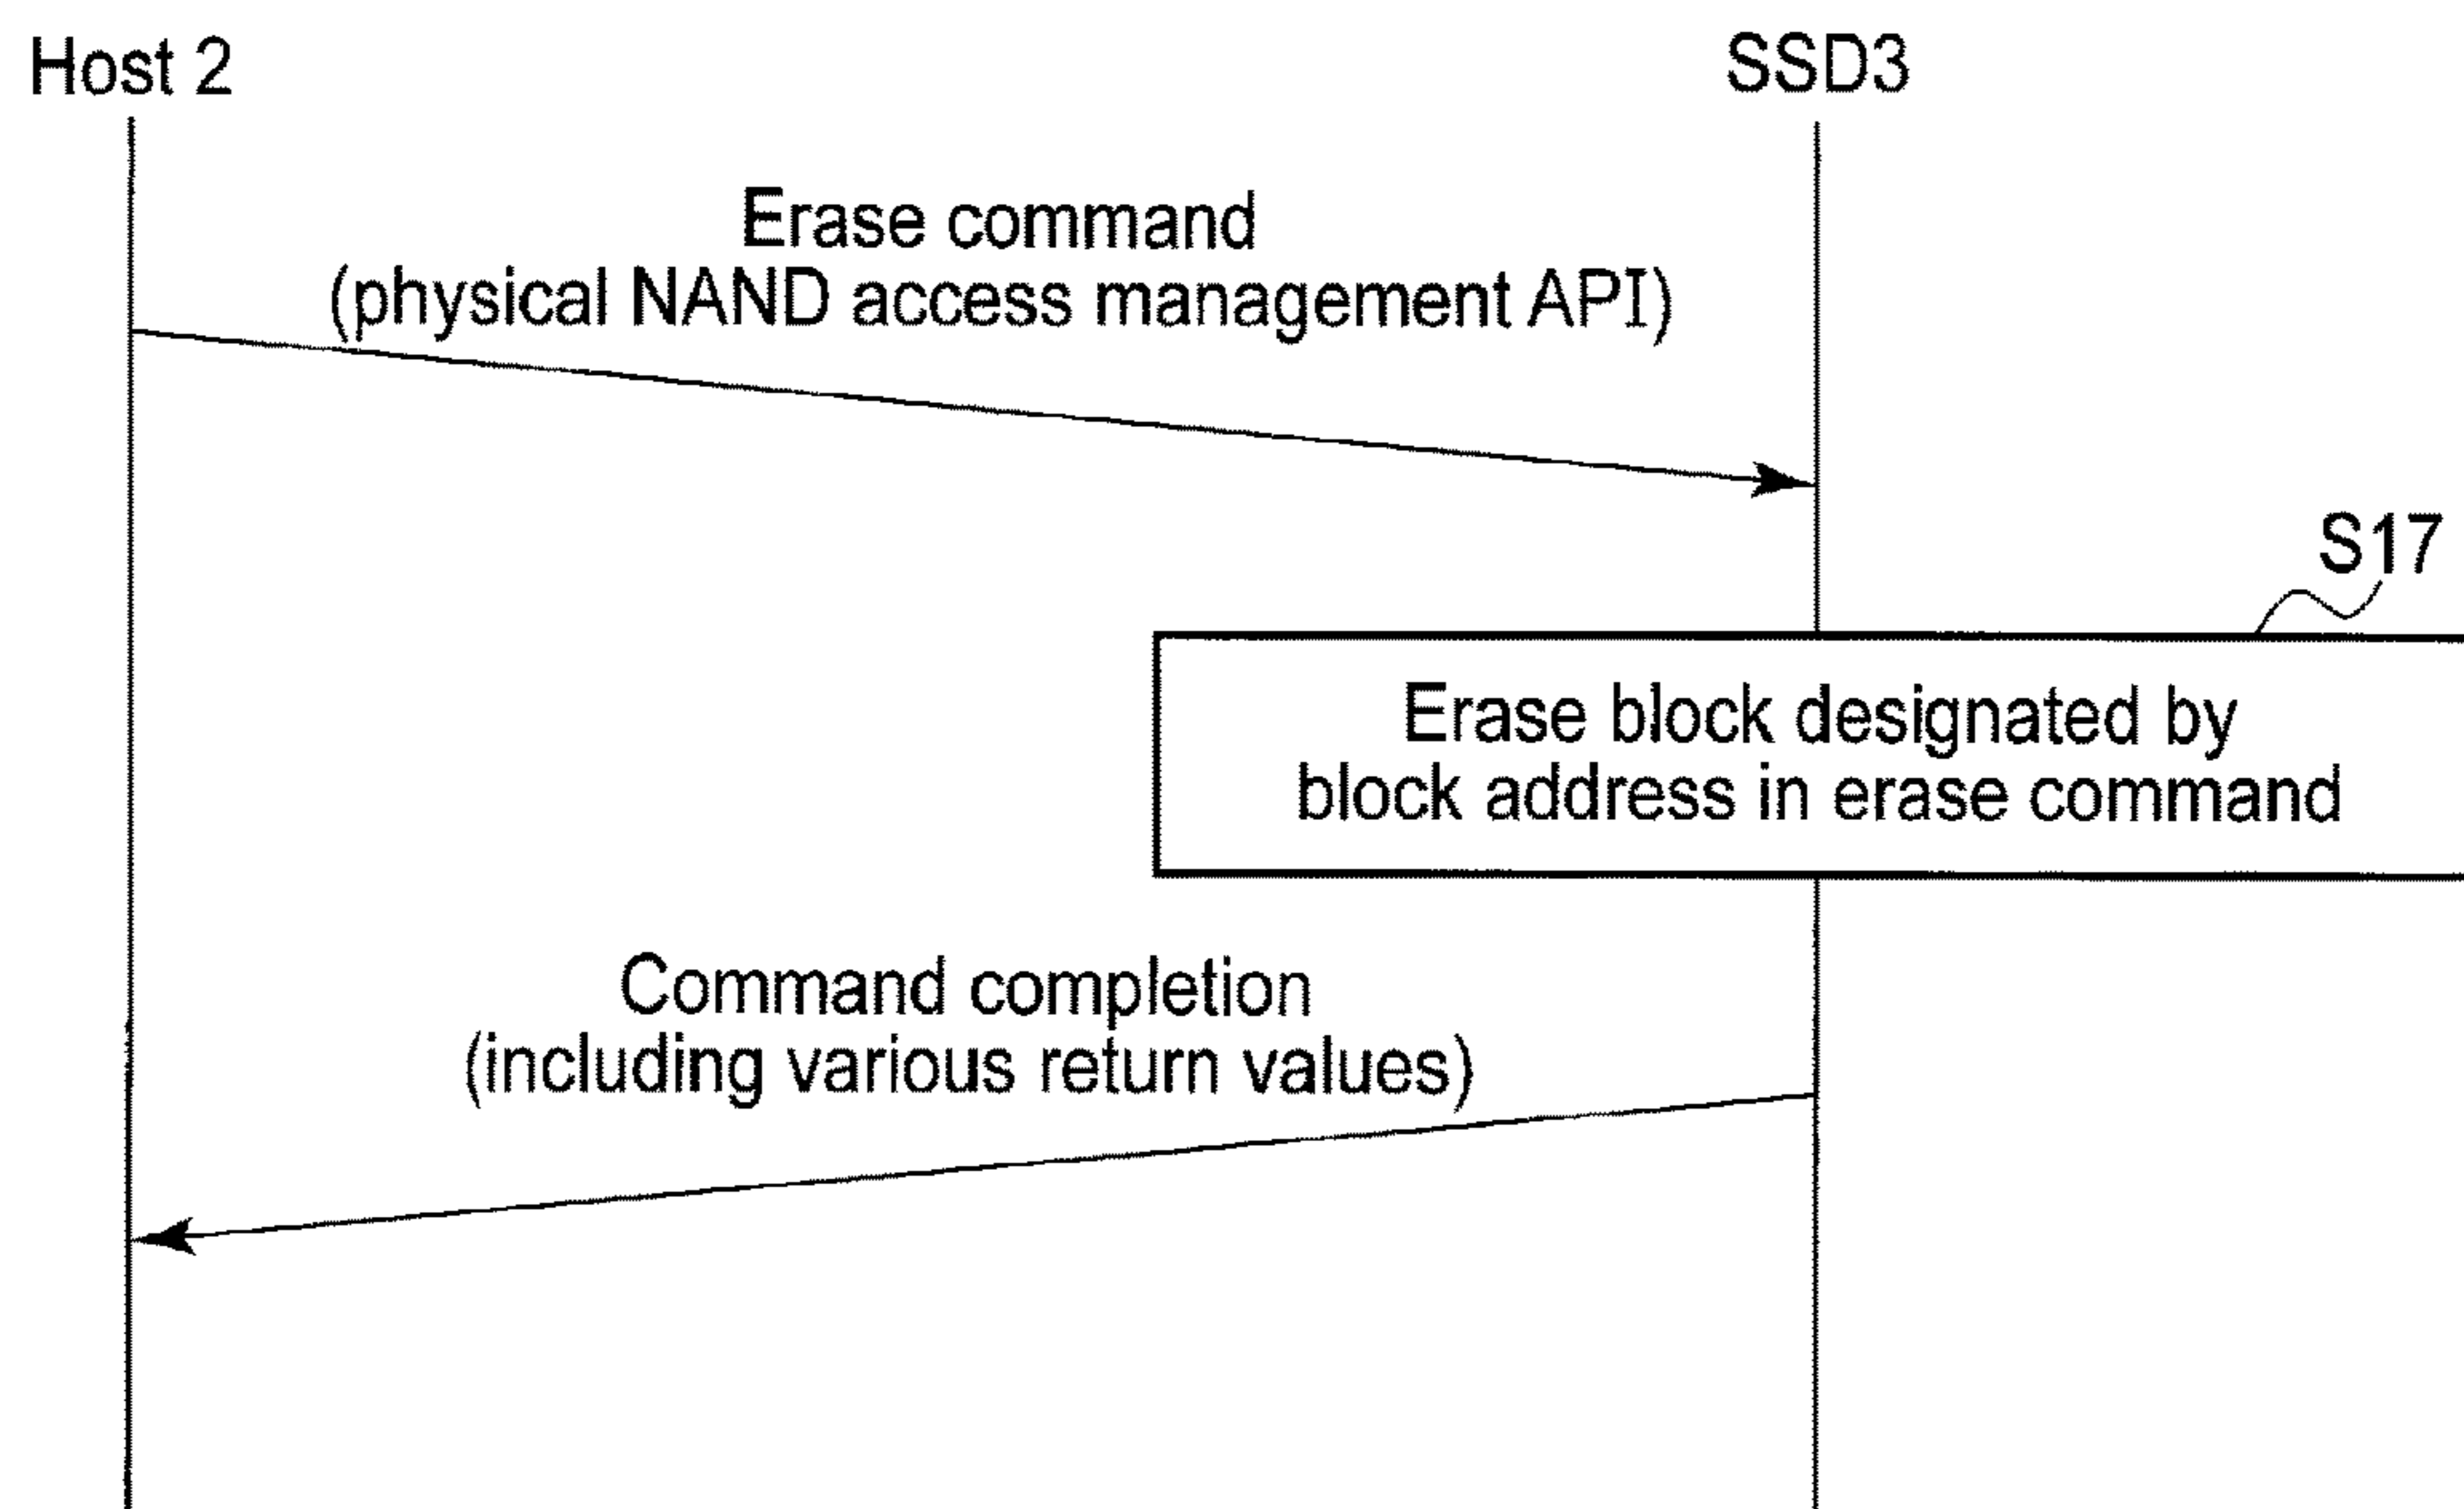 Host 2
SSD3
Erase command
(physical NAND access management API)
S17
Erase block designated by
block address in erase command
Command completion
(including various return values)